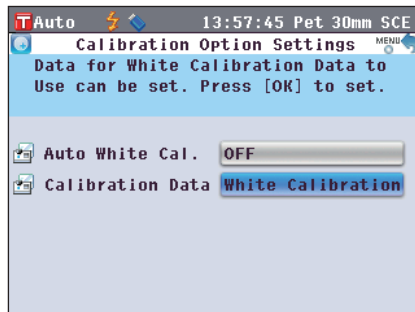 T Auto 13:57:45 Pet 30mm SCE
Calibration Option Settings MENU
Data for White Calibration Data to
Use can be set. Press [OK] to set.
Auto White Cal. OFF
Calibration Data White Calibration